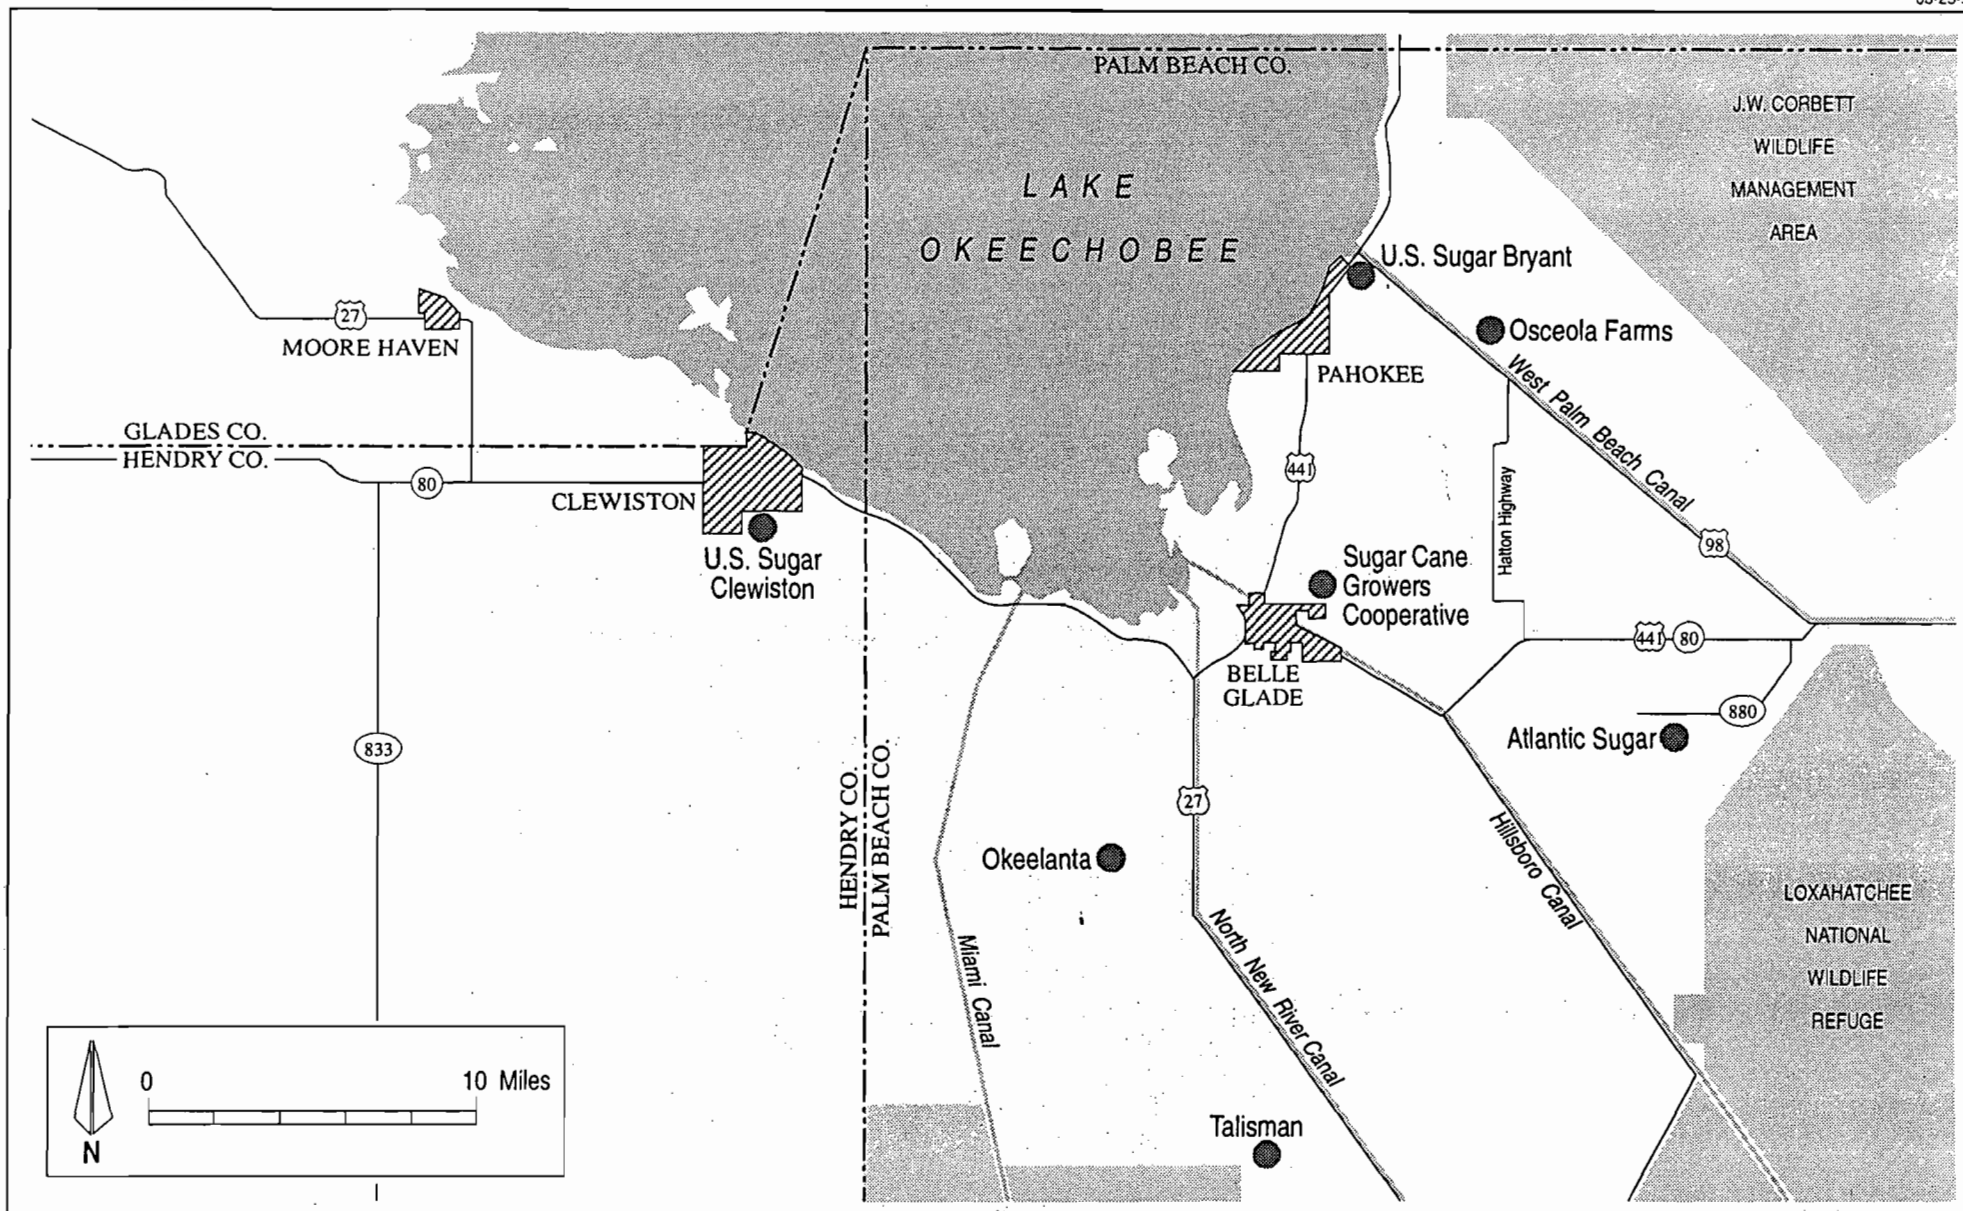 PALM BEACH CO.
J.W. CORBETT
WILDLIFE
MANAGEMENT
AREA
LAKE
OKEECHOBEE
U.S. Sugar Bryant
Osceola Farms
27
MOORE HAVEN
PAHOKEE
West Palm Beach Canal
GLADES CO.
HENDRY CO.
80
441
CLEWISTON
Hatton Highway
98
U.S. Sugar
Clewiston
Sugar Cane
Growers
Cooperative
441
80
BELLE
GLADE
880
Atlantic Sugar
833
HENDRY CO.
PALM BEACH CO.
27
Okeelanta
Hillsboro Canal
LOXAHATCHEE
NATIONAL
WILDLIFE
REFUGE
North New River Canal
Miami Canal
0
10 Miles
N
Talisman